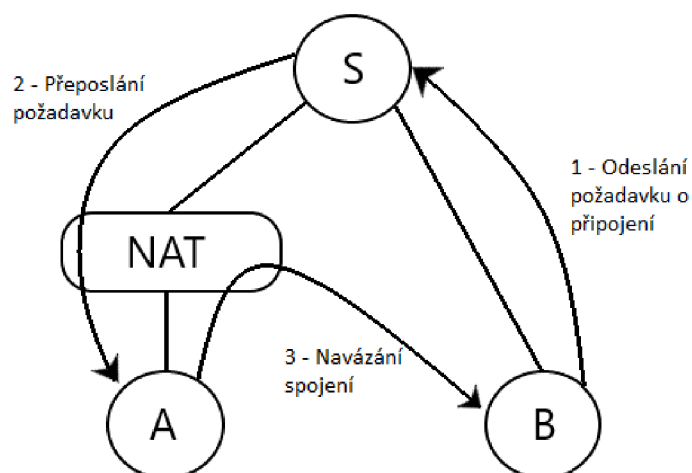 S
2 - Přeposlání
požadavku
1 - Odeslání
požadavku o
připojení
NAT
3 - Navázání
spojení
A
B